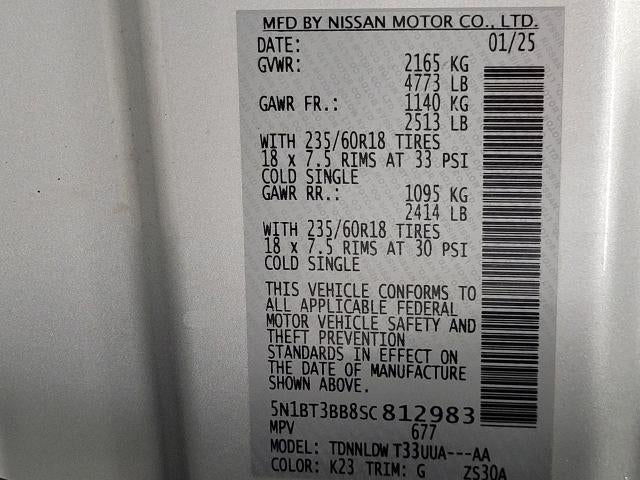 MFD BY NISSAN MOTOR CO., LTD.
DATE: 01/25
GVWR: 2165 KG
4773 LB
GAWR FR.: 1140 KG
2513 LB
WITH 235/60R18 TIRES
18 x 7.5 RIMS AT 33 PSI
COLD SINGLE
GAWR RR.: 1095 KG
2414 LB
WITH 235/60R18 TIRES
18 x 7.5 RIMS AT 30 PSI
COLD SINGLE
THIS VEHICLE CONFORMS TO
ALL APPLICABLE FEDERAL
MOTOR VEHICLE SAFETY AND
THEFT PREVENTION
STANDARDS IN EFFECT ON
THE DATE OF MANUFACTURE
SHOWN ABOVE.
5N1BT3BB8SC812983
MPV 677
MODEL: TDNNLDWT33UUA---AA
COLOR: K23 TRIM: G ZS30A